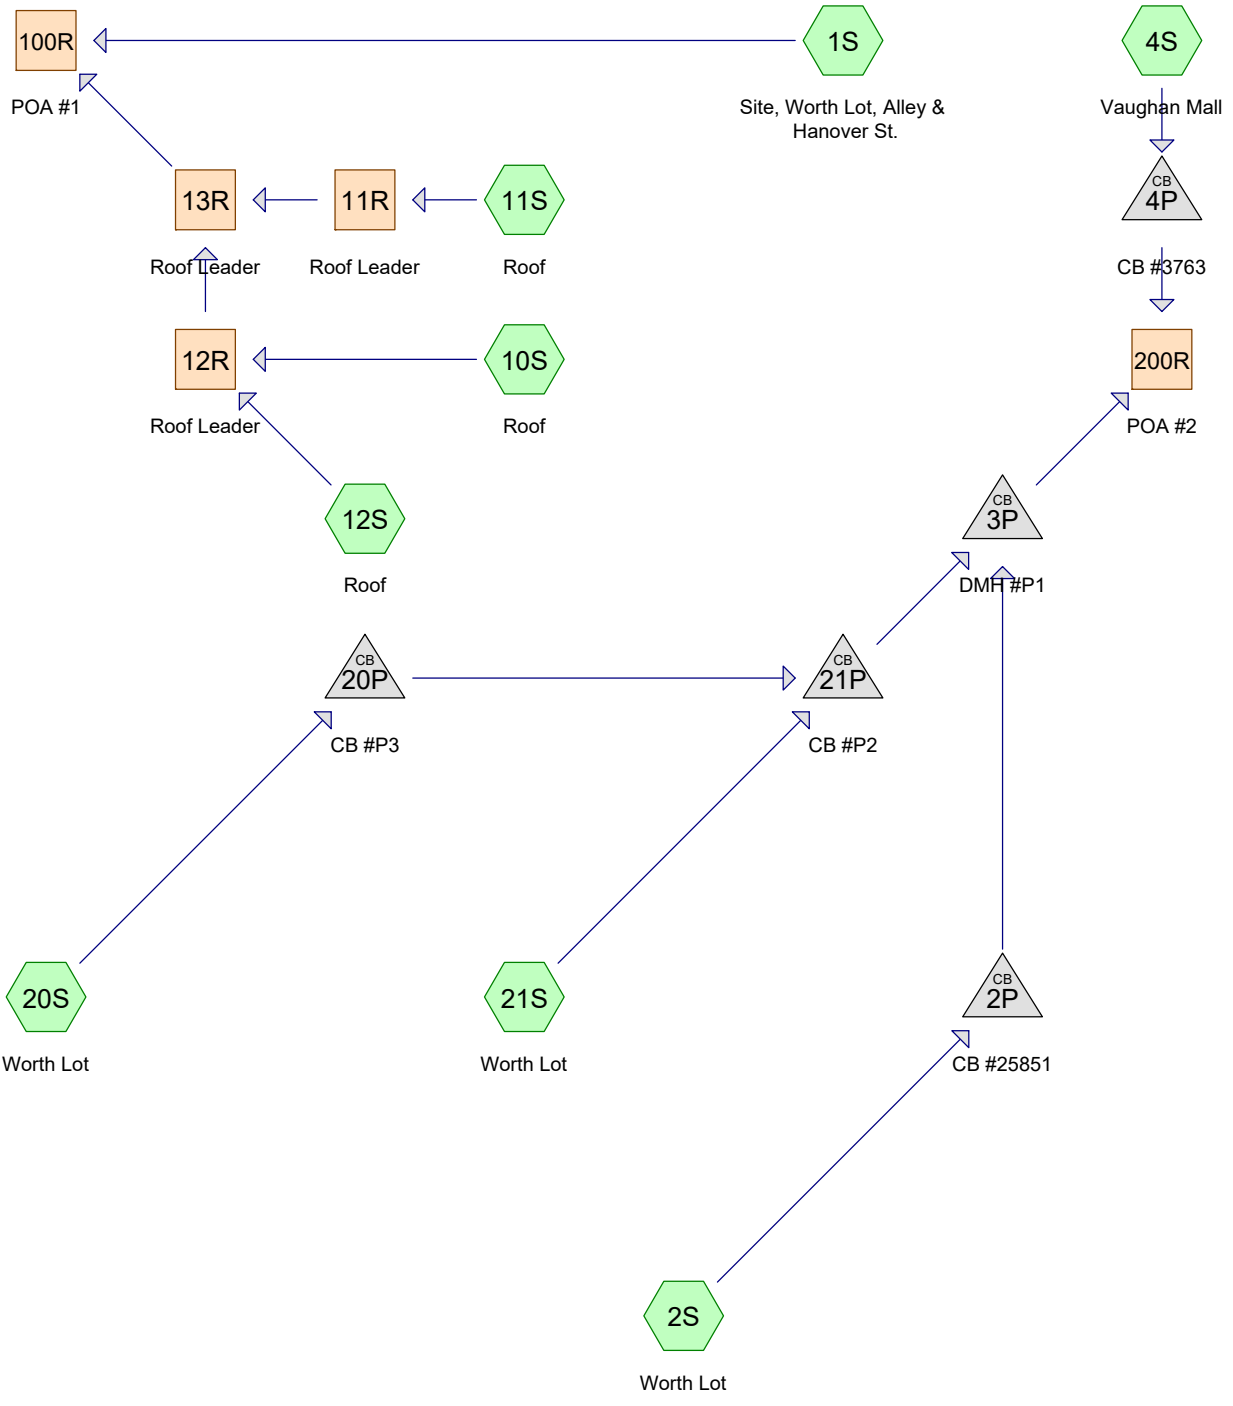 100R
1S
4S
POA #1
Site, Worth Lot, Alley &
Hanover St.
Vaughan Mall
13R
11R
11S
CB
4P
Roof Leader
Roof Leader
Roof
CB #3763
12R
10S
200R
Roof Leader
Roof
POA #2
12S
CB
3P
Roof
DMH #P1
CB
20P
CB
21P
CB #P3
CB #P2
20S
21S
CB
2P
Worth Lot
Worth Lot
CB #25851
2S
Worth Lot